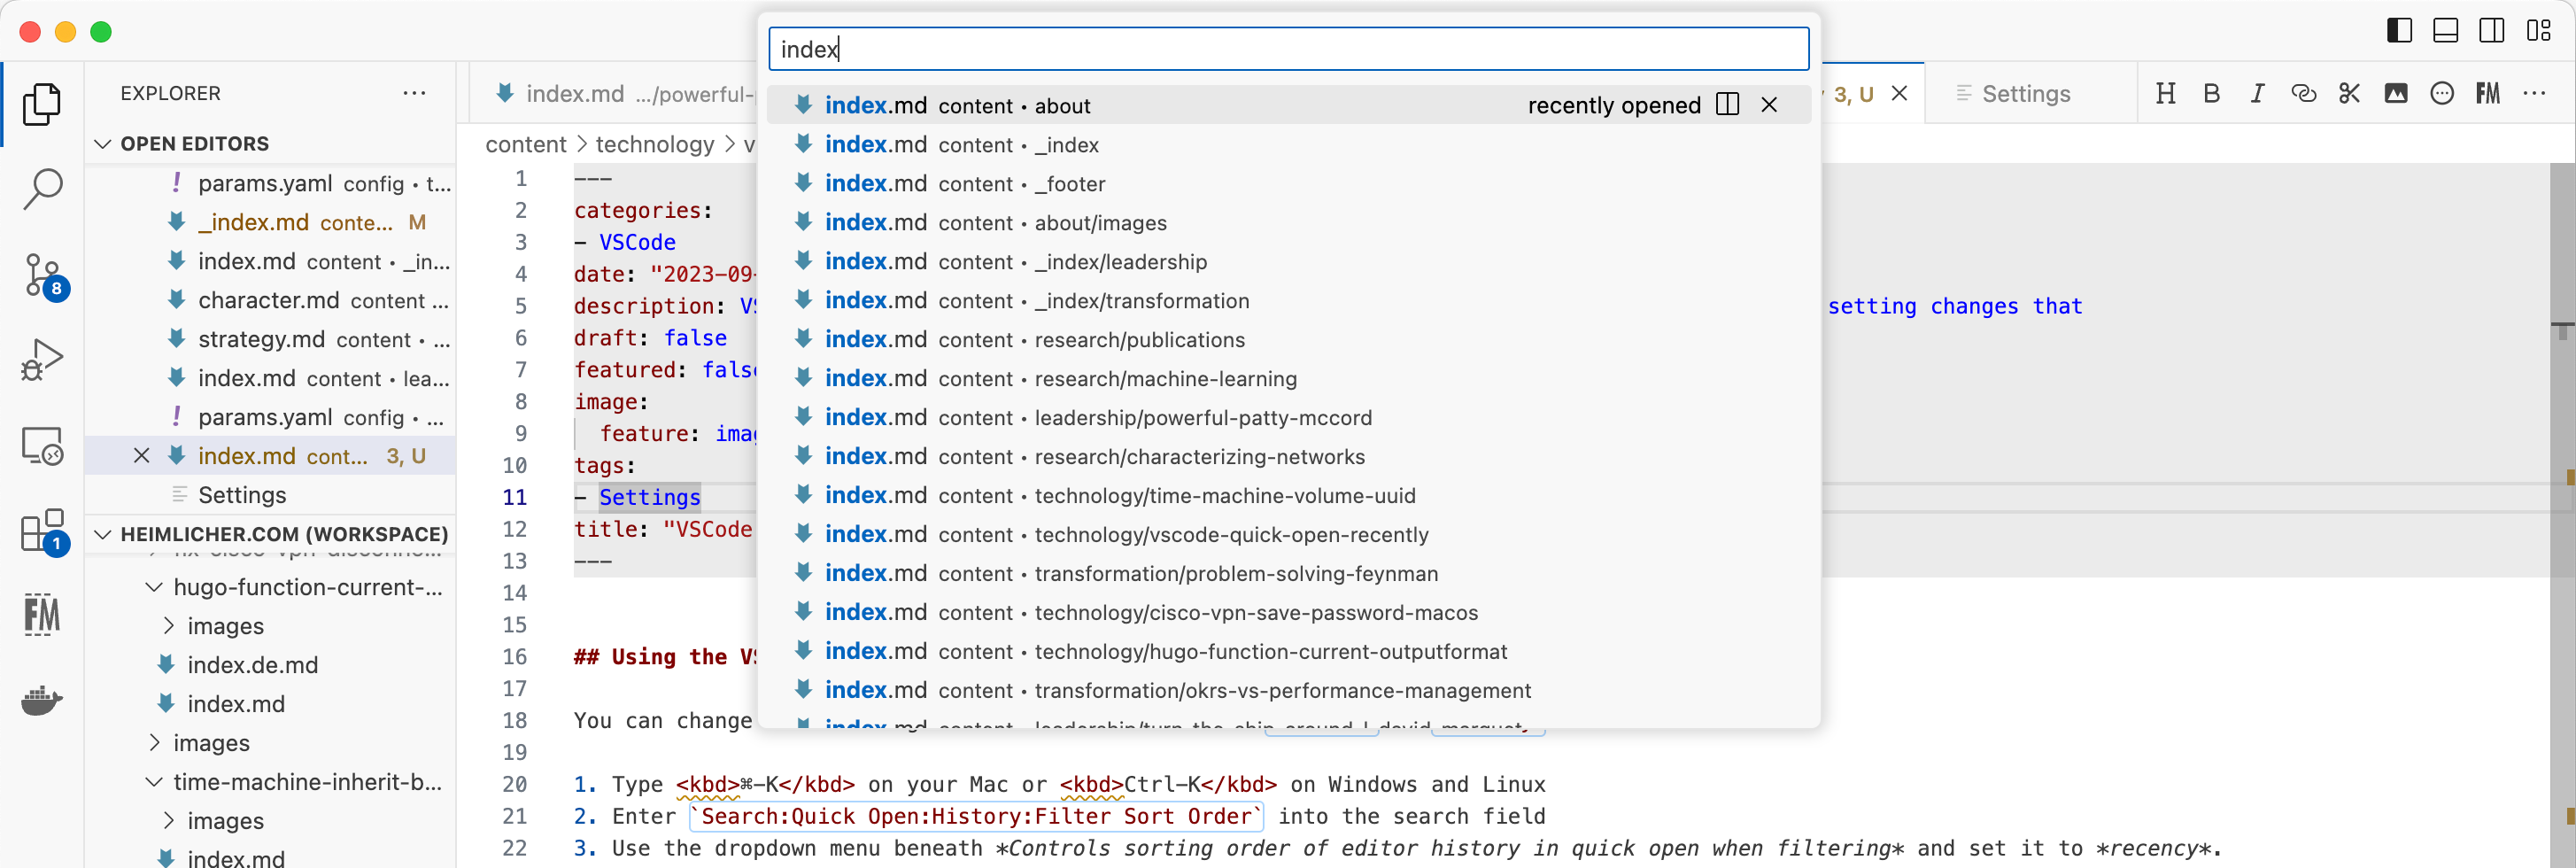 index
EXPLORER
OPEN EDITORS
! params.yaml config • t...
_index.md conte... M
index.md content • _in...
character.md content ...
strategy.md content • ...
index.md content • lea...
! params.yaml config • ...
index.md cont... 3, U
Settings
HEIMLICHER.COM (WORKSPACE)
hugo-function-current-...
images
index.de.md
index.md
images
time-machine-inherit-b...
images
index.md
8
1
FM
index.md .../powerful-
3, U
Settings
H B I FM ...
content > technology > v
index.md content • about recently opened
index.md content • _index
index.md content • _footer
index.md content • about/images
index.md content • _index/leadership
index.md content • _index/transformation
index.md content • research/publications
index.md content • research/machine-learning
index.md content • leadership/powerful-patty-mccord
index.md content • research/characterizing-networks
index.md content • technology/time-machine-volume-uuid
index.md content • technology/vscode-quick-open-recently
index.md content • transformation/problem-solving-feynman
index.md content • technology/cisco-vpn-save-password-macos
index.md content • technology/hugo-function-current-outputformat
index.md content • transformation/okrs-vs-performance-management
1 ---
2 categories:
3 - VSCode
4 date: "2023-09-
5 description: VS setting changes that
6 draft: false
7 featured: false
8 image:
9 feature: imag
10 tags:
11 - Settings
12 title: "VSCode
13 ---
14
15
16 ## Using the VS
17
18 You can change
19
20 1. Type <kbd>⌘-K</kbd> on your Mac or <kbd>Ctrl-K</kbd> on Windows and Linux
21 2. Enter `Search:Quick Open:History:Filter Sort Order` into the search field
22 3. Use the dropdown menu beneath *Controls sorting order of editor history in quick open when filtering* and set it to *recency*.